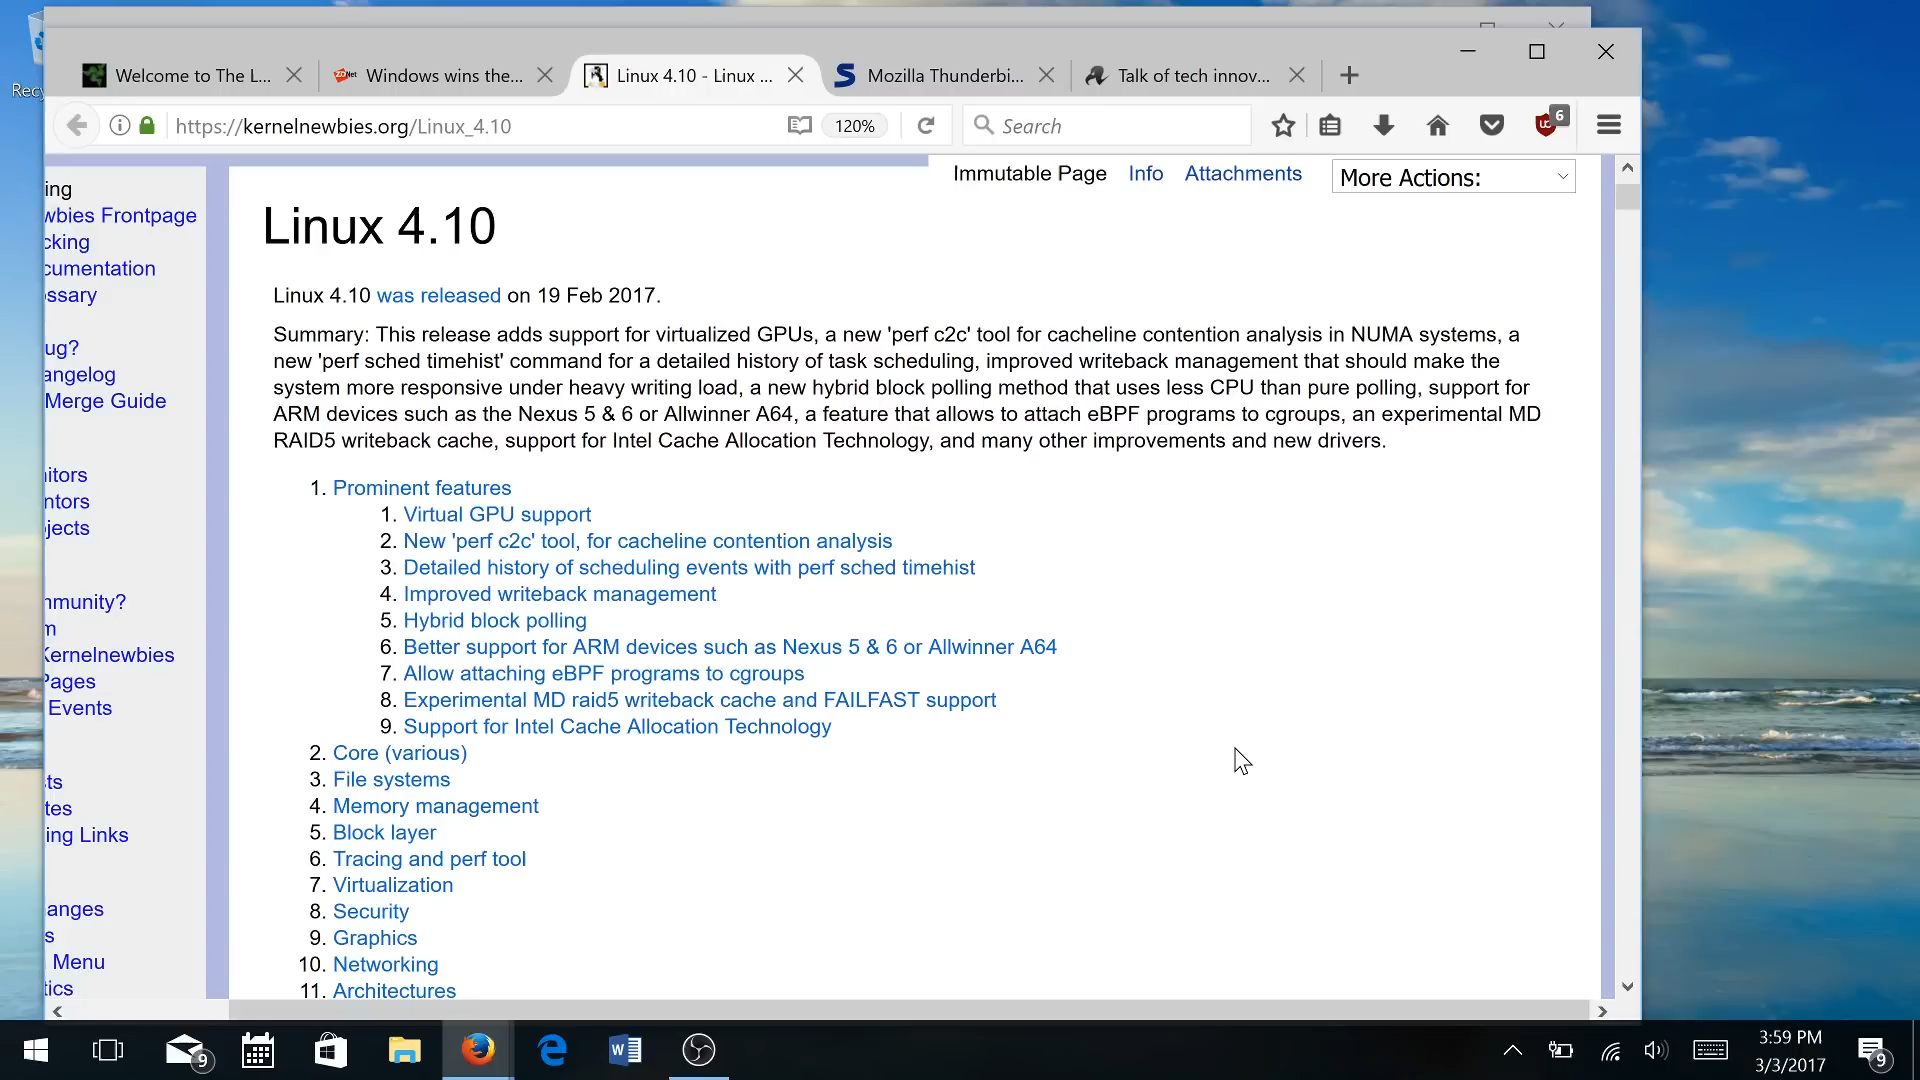 Recy
Welcome to The L...
ZDNet
Windows wins the...
Linux 4.10 - Linux ...
Mozilla Thunderbi...
Talk of tech innov...
https://kernelnewbies.org/Linux_4.10
120%
Search
6
Immutable Page
Info
Attachments
More Actions:
ing
wbies Frontpage
cking
cumentation
ossary
ug?
angelog
Merge Guide
itors
ntors
jects
mmunity?
m
Kernelnewbies
Pages
Events
ts
tes
ing Links
anges
s
Menu
tics
Linux 4.10
Linux 4.10 was released on 19 Feb 2017.
Summary: This release adds support for virtualized GPUs, a new 'perf c2c' tool for cacheline contention analysis in NUMA systems, a
new 'perf sched timehist' command for a detailed history of task scheduling, improved writeback management that should make the
system more responsive under heavy writing load, a new hybrid block polling method that uses less CPU than pure polling, support for
ARM devices such as the Nexus 5 & 6 or Allwinner A64, a feature that allows to attach eBPF programs to cgroups, an experimental MD
RAID5 writeback cache, support for Intel Cache Allocation Technology, and many other improvements and new drivers.
1. Prominent features
1. Virtual GPU support
2. New 'perf c2c' tool, for cacheline contention analysis
3. Detailed history of scheduling events with perf sched timehist
4. Improved writeback management
5. Hybrid block polling
6. Better support for ARM devices such as Nexus 5 & 6 or Allwinner A64
7. Allow attaching eBPF programs to cgroups
8. Experimental MD raid5 writeback cache and FAILFAST support
9. Support for Intel Cache Allocation Technology
2. Core (various)
3. File systems
4. Memory management
5. Block layer
6. Tracing and perf tool
7. Virtualization
8. Security
9. Graphics
10. Networking
11. Architectures
9
3:59 PM
3/3/2017
9